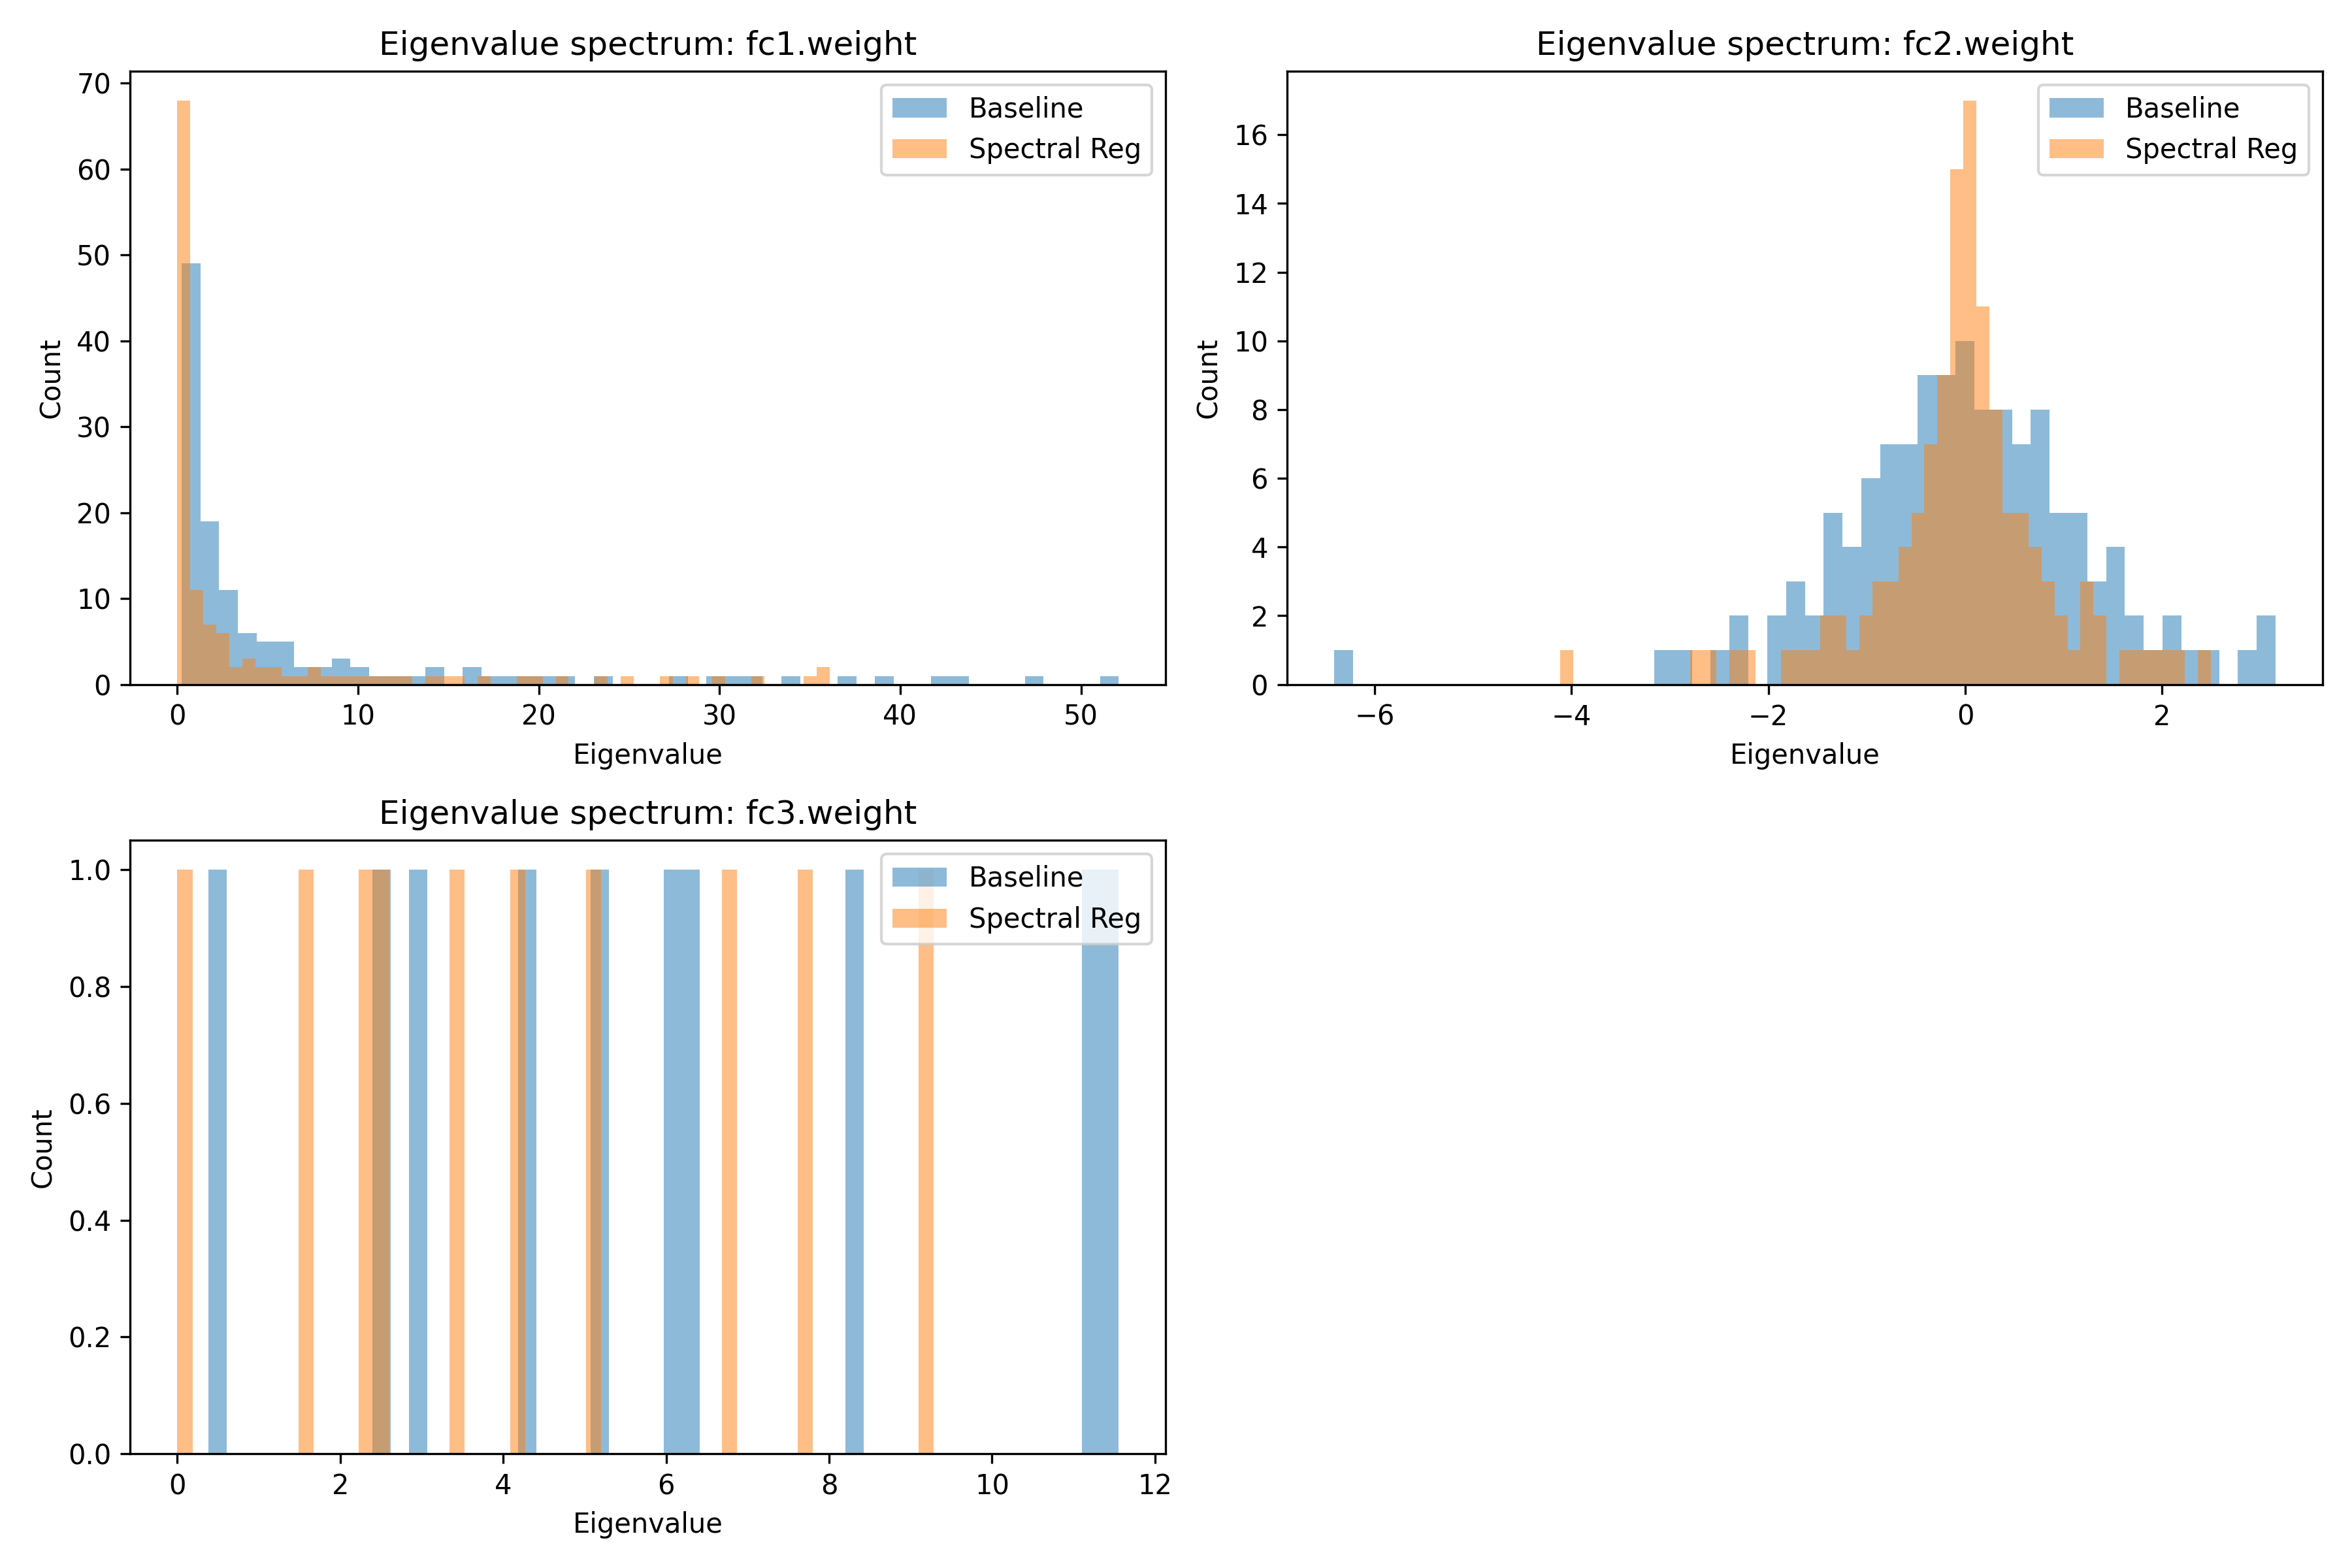 Eigenvalue spectrum: fc1.weight
70
60
50
40
30
20
10
0
Count
Baseline
Spectral Reg
0 10 20 30 40 50
Eigenvalue
Eigenvalue spectrum: fc2.weight
16
14
12
10
8
6
4
2
0
Count
Baseline
Spectral Reg
−6 −4 −2 0 2
Eigenvalue
Eigenvalue spectrum: fc3.weight
1.0
0.8
0.6
0.4
0.2
0.0
Count
Baseline
Spectral Reg
0 2 4 6 8 10 12
Eigenvalue